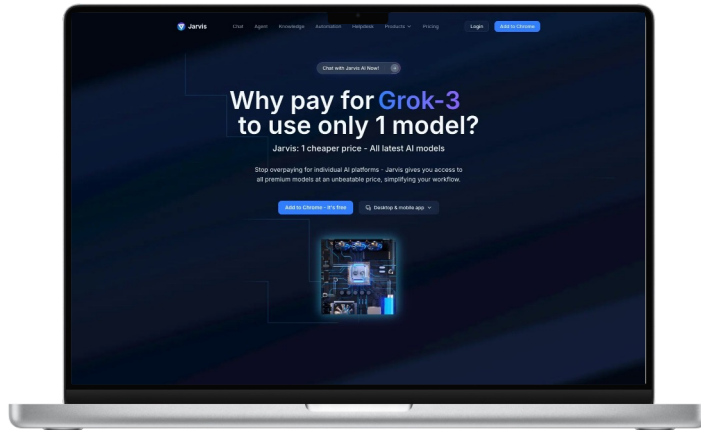 Jarvis
Chat Agent Knowledge Automation Helpdesk Products Pricing
Login
Add to Chrome
Chat with Jarvis AI Now!
Why pay for Grok-3
to use only 1 model?
Jarvis: 1 cheaper price - All latest AI models
Stop overpaying for individual AI platforms - Jarvis gives you access to
all premium models at an unbeatable price, simplifying your workflow.
Add to Chrome - It's free
Desktop & mobile app